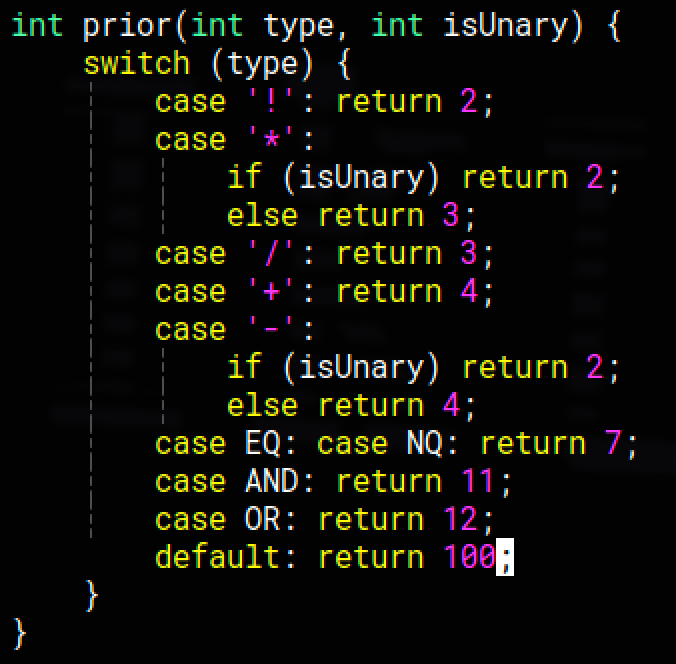 int prior(int type, int isUnary) {
    switch (type) {
        case '!': return 2;
        case '*':
            if (isUnary) return 2;
            else return 3;
        case '/': return 3;
        case '+': return 4;
        case '-':
            if (isUnary) return 2;
            else return 4;
        case EQ: case NQ: return 7;
        case AND: return 11;
        case OR: return 12;
        default: return 100;
    }
}